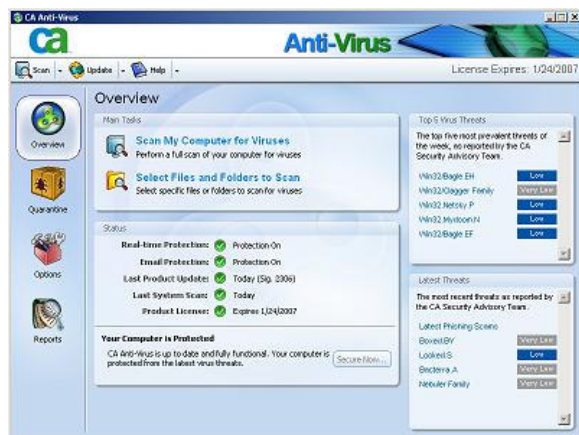 CA Anti-Virus
ca
Anti-Virus
Scan
Update
Help
License Expires: 1/24/2007
Overview
Quarantine
Options
Reports
Overview
Main Tasks
Scan My Computer for Viruses
Perform a full scan of your computer for viruses
Select Files and Folders to Scan
Select specific files or folders to scan for viruses
Status
Real-time Protection: Protection On
Email Protection: Protection On
Last Product Update: Today (Sig. 2306)
Last System Scan: Today
Product License: Expires 1/24/2007
Your Computer is Protected
CA Anti-Virus is up to date and fully functional. Your computer is
protected from the latest virus threats.
Secure Now...
Top 5 Virus Threats
The top five most prevalent threats of
the week, as reported by the CA
Security Advisory Team.
Win32/Bagle EH Low
Win32/Clagger Family Very Low
Win32.Netsky P Low
Win32.Mydoom.N Low
Win32/Bagle EF Low
Latest Threats
The most recent threats as reported by
the CA Security Advisory Team.
Latest Phishing Scams
Boxed.BY Very Low
Looked.S Low
Becterra.A Very Low
Nebuler Family Very Low